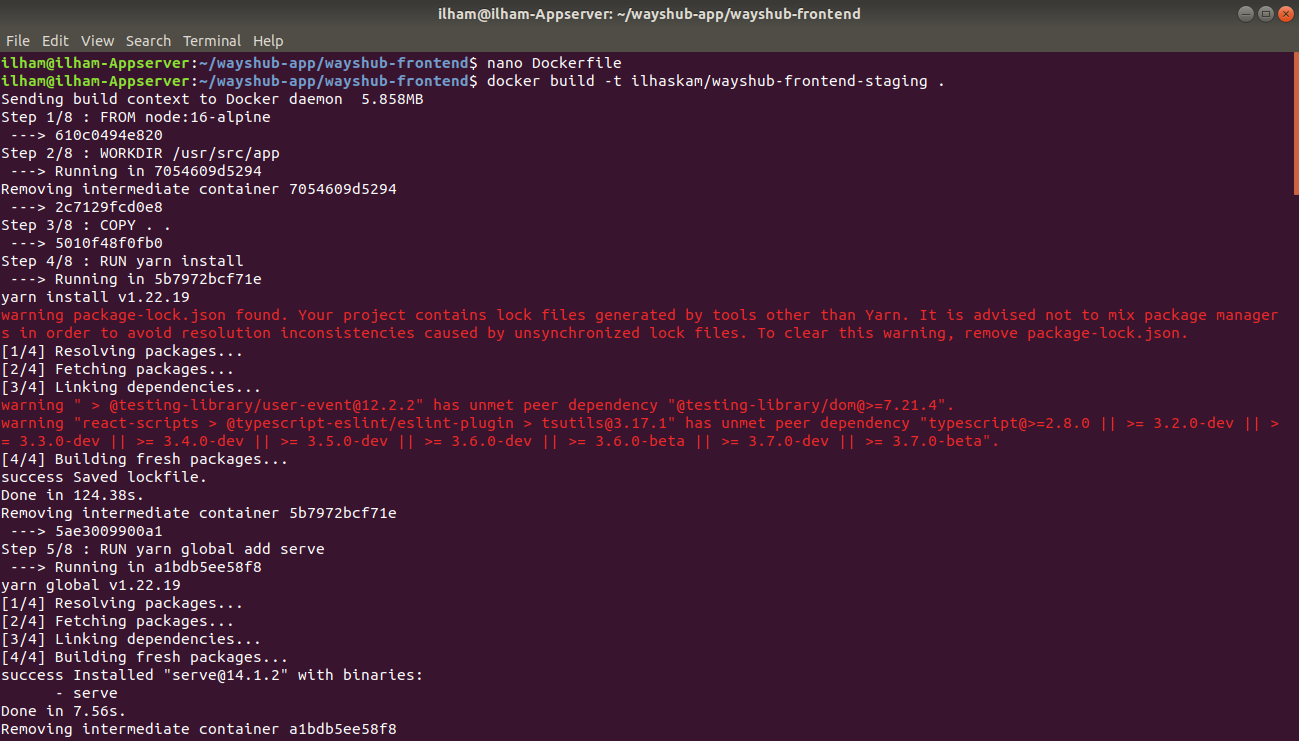 ilham@ilham-Appserver: ~/wayshub-app/wayshub-frontend
File Edit View Search Terminal Help
ilham@ilham-Appserver:~/wayshub-app/wayshub-frontend$ nano Dockerfile
ilham@ilham-Appserver:~/wayshub-app/wayshub-frontend$ docker build -t ilhaskam/wayshub-frontend-staging .
Sending build context to Docker daemon  5.858MB
Step 1/8 : FROM node:16-alpine
 ---> 610c0494e820
Step 2/8 : WORKDIR /usr/src/app
 ---> Running in 7054609d5294
Removing intermediate container 7054609d5294
 ---> 2c7129fcd0e8
Step 3/8 : COPY . .
 ---> 5010f48f0fb0
Step 4/8 : RUN yarn install
 ---> Running in 5b7972bcf71e
yarn install v1.22.19
warning package-lock.json found. Your project contains lock files generated by tools other than Yarn. It is advised not to mix package manager
s in order to avoid resolution inconsistencies caused by unsynchronized lock files. To clear this warning, remove package-lock.json.
[1/4] Resolving packages...
[2/4] Fetching packages...
[3/4] Linking dependencies...
warning " > @testing-library/user-event@12.2.2" has unmet peer dependency "@testing-library/dom@>=7.21.4".
warning "react-scripts > @typescript-eslint/eslint-plugin > tsutils@3.17.1" has unmet peer dependency "typescript@>=2.8.0 || >= 3.2.0-dev || >
= 3.3.0-dev || >= 3.4.0-dev || >= 3.5.0-dev || >= 3.6.0-dev || >= 3.6.0-beta || >= 3.7.0-dev || >= 3.7.0-beta".
[4/4] Building fresh packages...
success Saved lockfile.
Done in 124.38s.
Removing intermediate container 5b7972bcf71e
 ---> 5ae3009900a1
Step 5/8 : RUN yarn global add serve
 ---> Running in a1bdb5ee58f8
yarn global v1.22.19
[1/4] Resolving packages...
[2/4] Fetching packages...
[3/4] Linking dependencies...
[4/4] Building fresh packages...
success Installed "serve@14.1.2" with binaries:
      - serve
Done in 7.56s.
Removing intermediate container a1bdb5ee58f8